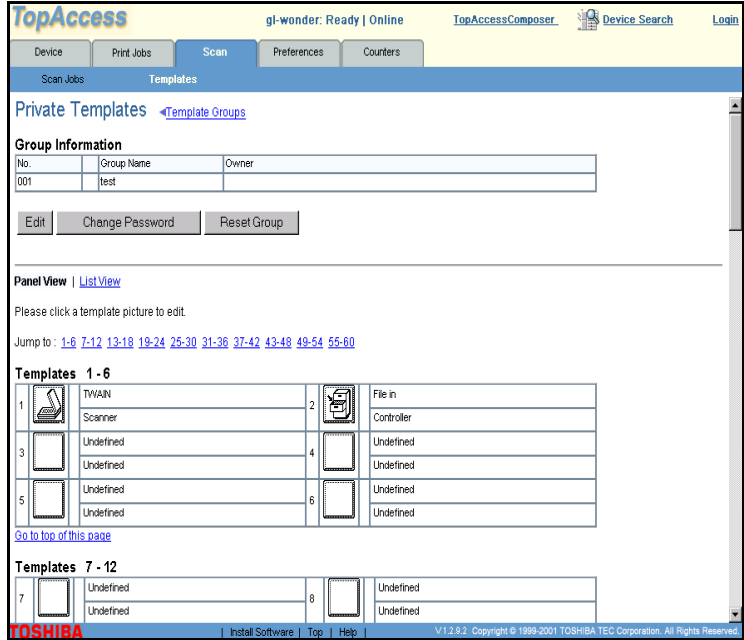 TopAccess gl-wonder: Ready | Online TopAccessComposer Device Search Login
Device Print Jobs Scan Preferences Counters
Scan Jobs Templates
Private Templates Template Groups
Group Information
No. Group Name Owner
001 test
Edit Change Password Reset Group
Panel View | List View
Please click a template picture to edit.
Jump to : 1-6 7-12 13-18 19-24 25-30 31-36 37-42 43-48 49-54 55-60
Templates 1 - 6
1 TWAIN Scanner 2 File in Controller
3 Undefined Undefined 4 Undefined Undefined
5 Undefined Undefined 6 Undefined Undefined
Go to top of this page
Templates 7 - 12
7 Undefined Undefined 8 Undefined Undefined
TOSHIBA | Install Software | Top | Help | V1.2.9.2 Copyright © 1999-2001 TOSHIBA TEC Corporation. All Rights Reserved.